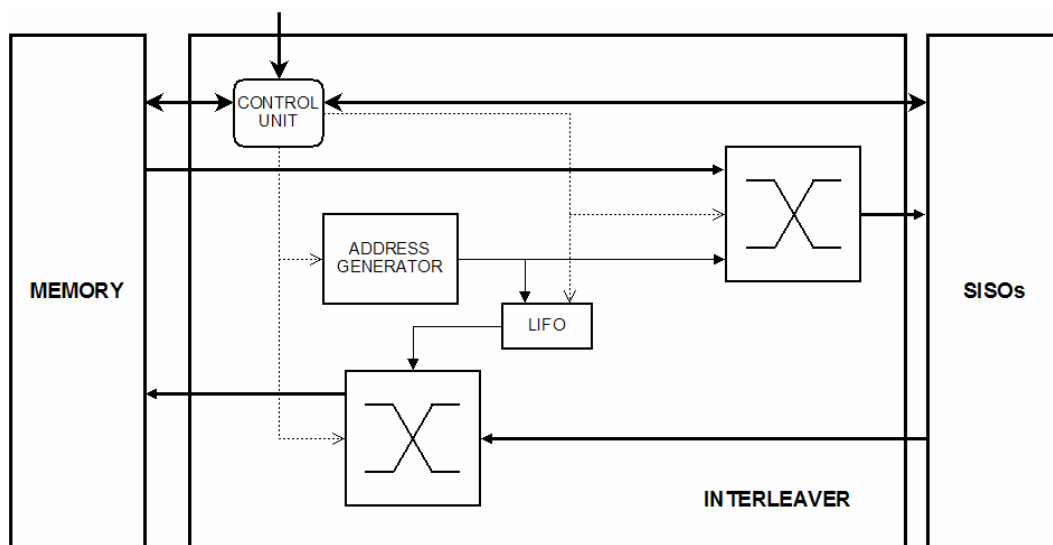 CONTROL
UNIT
ADDRESS
GENERATOR
MEMORY
SISOs
LIFO
INTERLEAVER